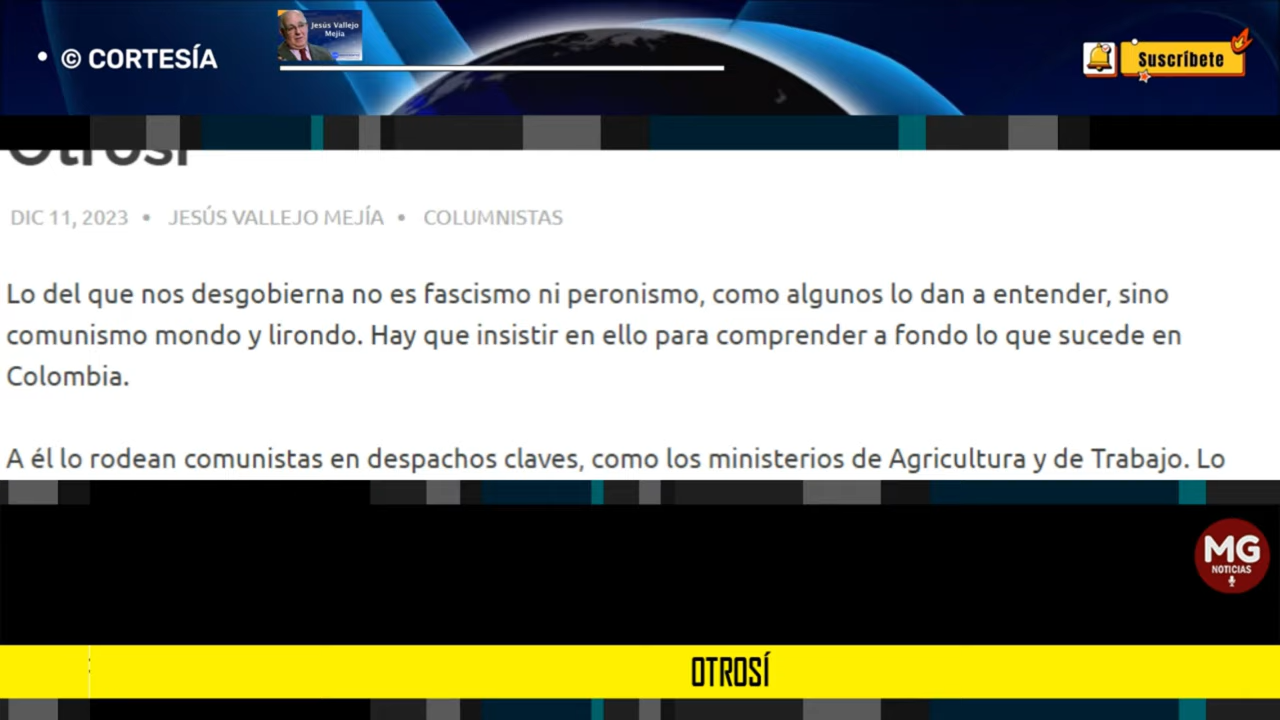 • © CORTESÍA
Jesús Vallejo
Mejía
Suscríbete
Otrosí
DIC 11, 2023 • JESÚS VALLEJO MEJÍA • COLUMNISTAS
Lo del que nos desgobierna no es fascismo ni peronismo, como algunos lo dan a entender, sino
comunismo mondo y lirondo. Hay que insistir en ello para comprender a fondo lo que sucede en
Colombia.
A él lo rodean comunistas en despachos claves, como los ministerios de Agricultura y de Trabajo. Lo
MG
NOTICIAS
OTROSÍ